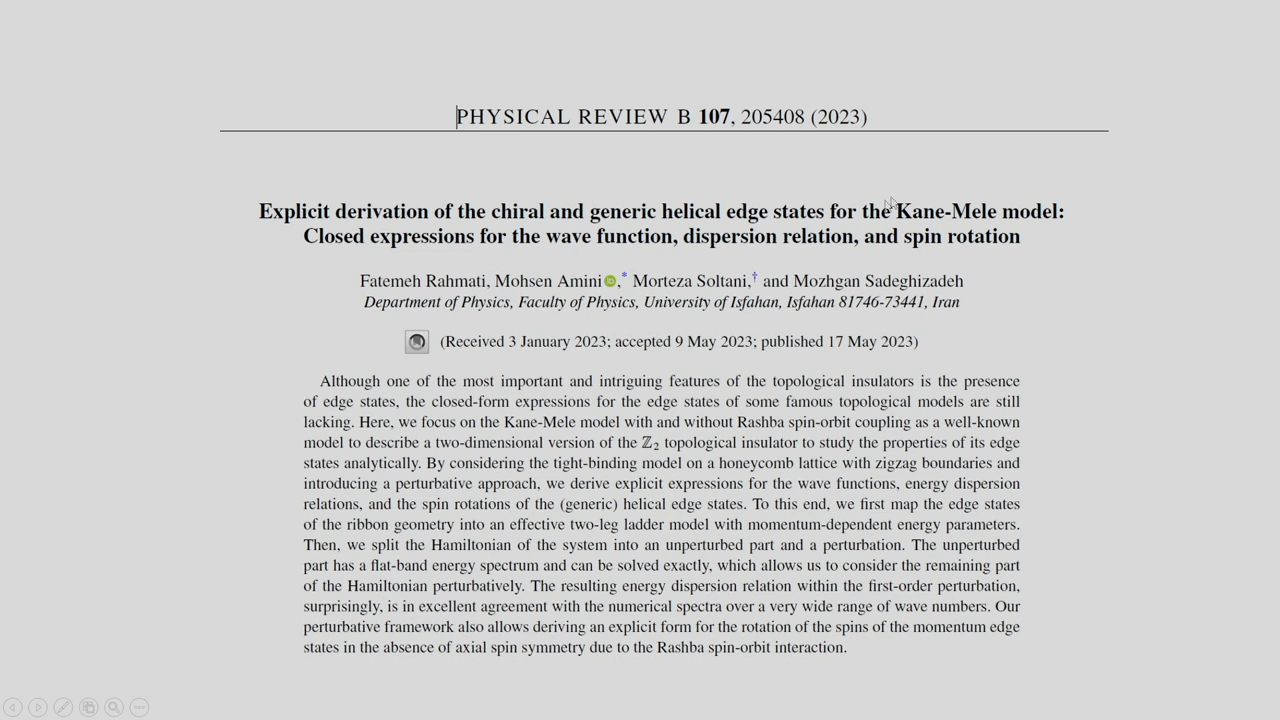 PHYSICAL REVIEW B 107, 205408 (2023)
Explicit derivation of the chiral and generic helical edge states for the Kane-Mele model:
Closed expressions for the wave function, dispersion relation, and spin rotation
Fatemeh Rahmati, Mohsen Amini,* Morteza Soltani,† and Mozhgan Sadeghizadeh
Department of Physics, Faculty of Physics, University of Isfahan, Isfahan 81746-73441, Iran
(Received 3 January 2023; accepted 9 May 2023; published 17 May 2023)
Although one of the most important and intriguing features of the topological insulators is the presence
of edge states, the closed-form expressions for the edge states of some famous topological models are still
lacking. Here, we focus on the Kane-Mele model with and without Rashba spin-orbit coupling as a well-known
model to describe a two-dimensional version of the ℤ₂ topological insulator to study the properties of its edge
states analytically. By considering the tight-binding model on a honeycomb lattice with zigzag boundaries and
introducing a perturbative approach, we derive explicit expressions for the wave functions, energy dispersion
relations, and the spin rotations of the (generic) helical edge states. To this end, we first map the edge states
of the ribbon geometry into an effective two-leg ladder model with momentum-dependent energy parameters.
Then, we split the Hamiltonian of the system into an unperturbed part and a perturbation. The unperturbed
part has a flat-band energy spectrum and can be solved exactly, which allows us to consider the remaining part
of the Hamiltonian perturbatively. The resulting energy dispersion relation within the first-order perturbation,
surprisingly, is in excellent agreement with the numerical spectra over a very wide range of wave numbers. Our
perturbative framework also allows deriving an explicit form for the rotation of the spins of the momentum edge
states in the absence of axial spin symmetry due to the Rashba spin-orbit interaction.